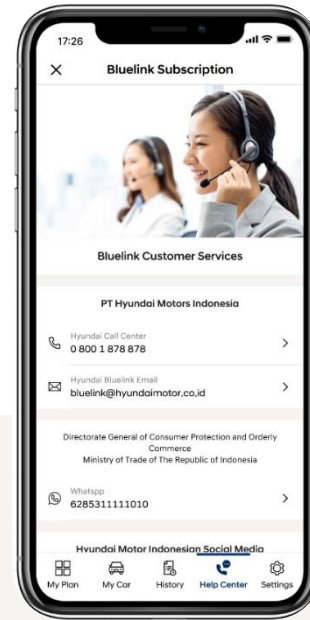 17:26
Bluelink Subscription
Bluelink Customer Services
PT Hyundai Motors Indonesia
Hyundai Call Center
0 800 1 878 878
Hyundai Bluelink Email
bluelink@hyundaimotor,co,id
Directorate General of Consumer Protection and Orderly
Commerce
Ministry of Trade of The Republic of Indonesia
Whatspp
6285311111010
Hyundai Motor Indonesian Social Media
My Plan
My Car
History
Help Center
Settings